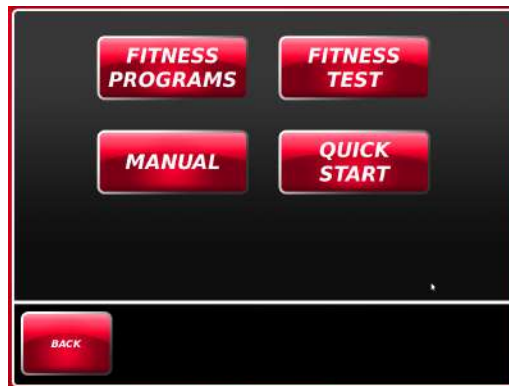 FITNESS
PROGRAMS
FITNESS
TEST
MANUAL
QUICK
START
BACK